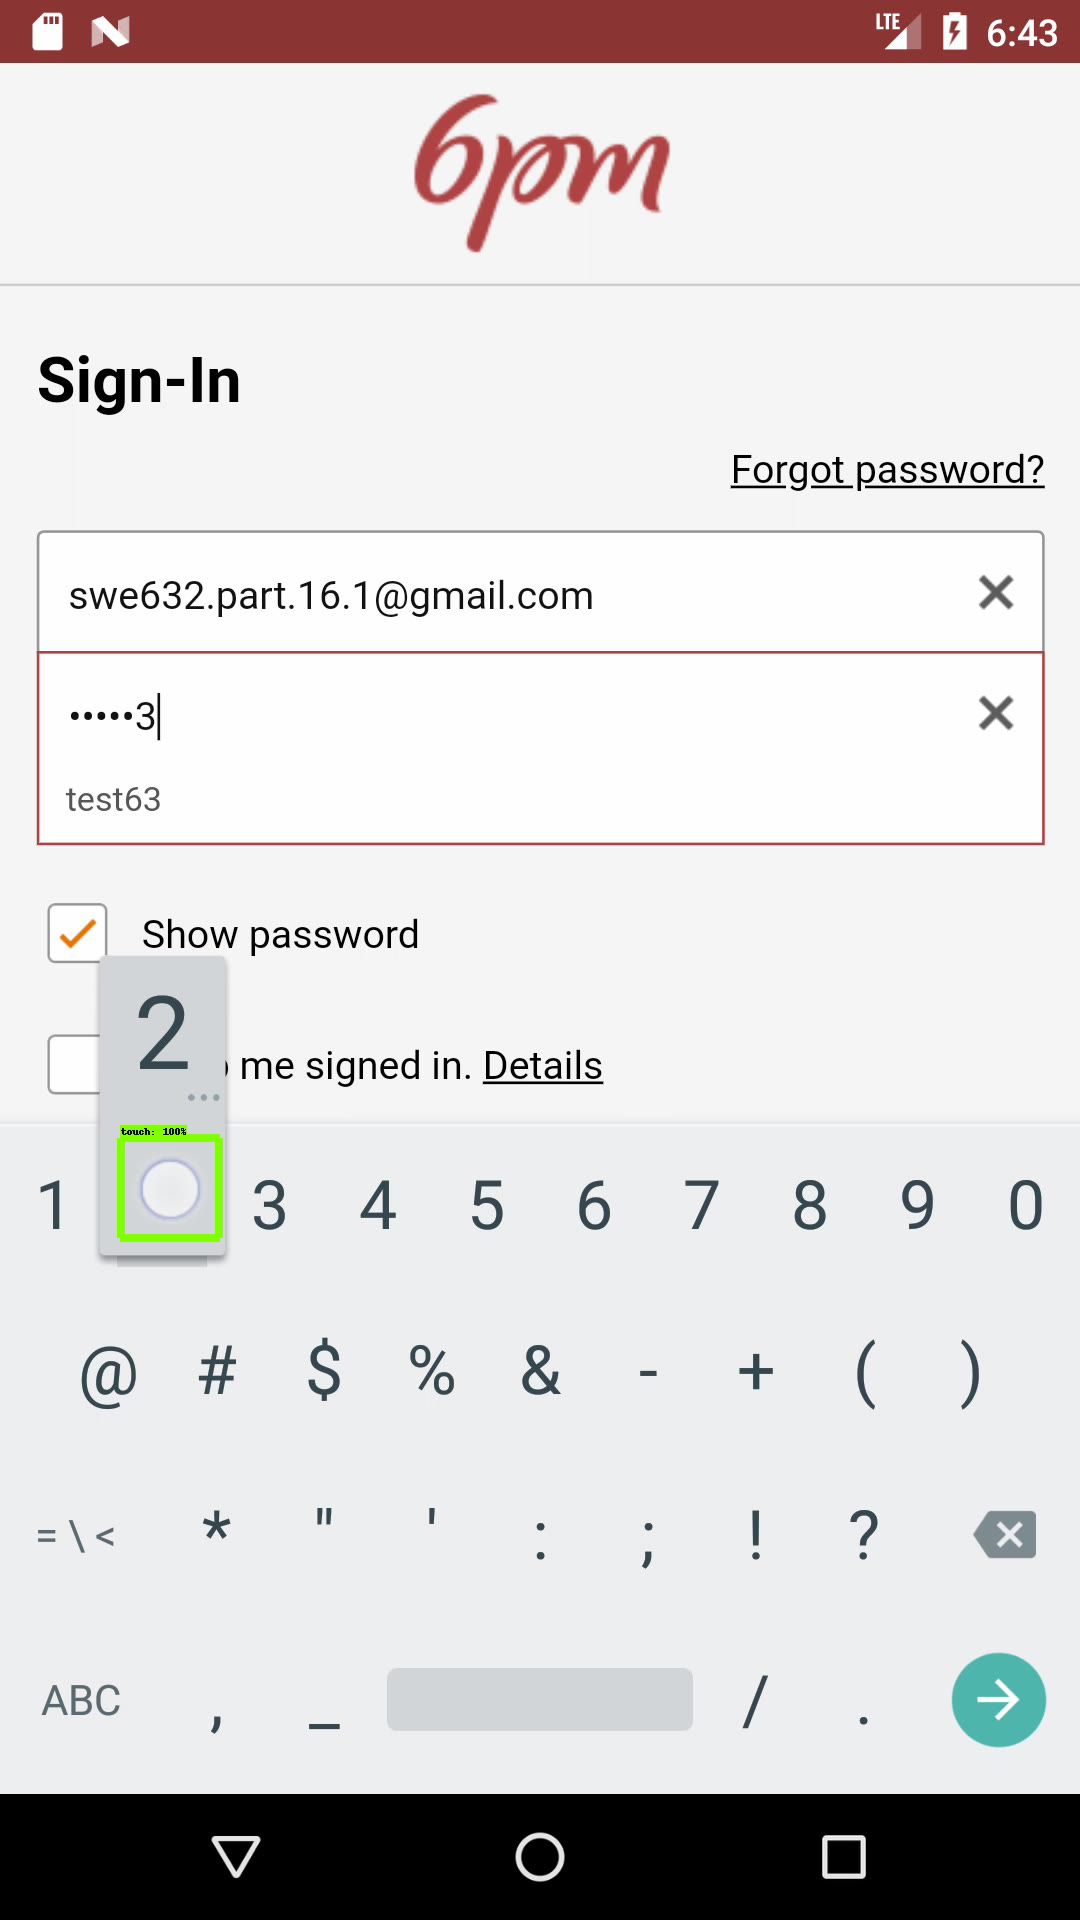 LTE 6:43
6pm
Sign-In
Forgot password?
swe632.part.16.1@gmail.com
•••••3
test63
Show password
2
me signed in. Details
...
touch: 100%
1 3 4 5 6 7 8 9 0
@ # $ % & - + ( )
= \ < * " ' : ; ! ?
ABC , _ / .